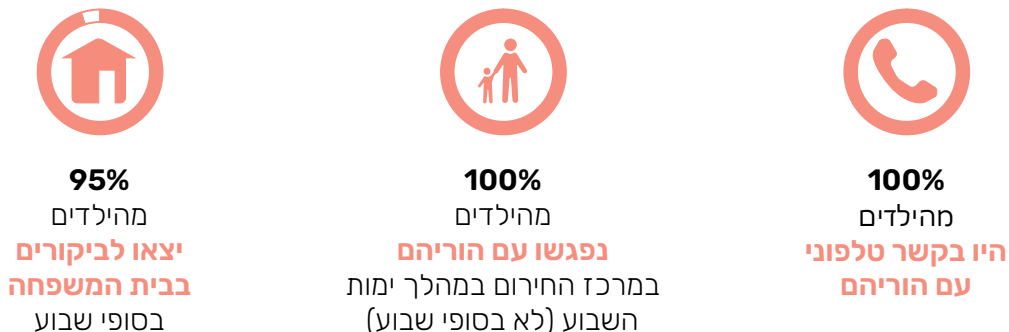 100%
מהילדים
היו בקשר טלפוני
עם הוריהם
100%
מהילדים
נפגשו עם הוריהם
במרכז החירום במהלך ימות
השבוע (לא בסופי שבוע)
95%
מהילדים
יצאו לביקורים
בבית המשפחה
בסופי שבוע